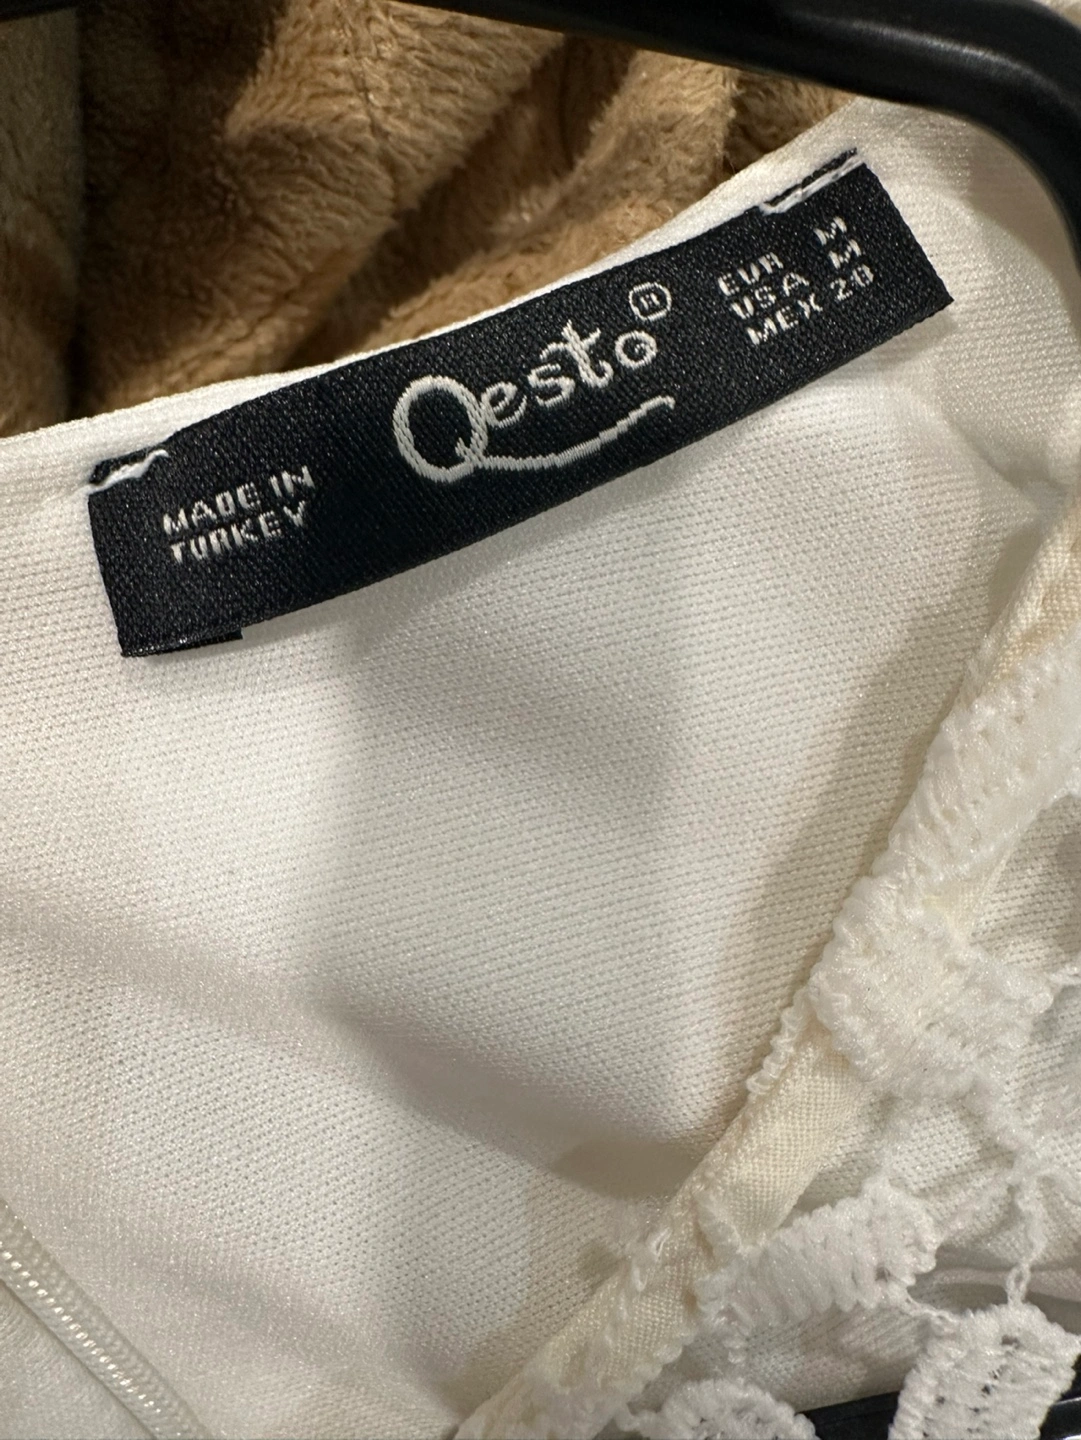 MADE IN
TURKEY
Qesto®
EUR M
USA M
MEX 28